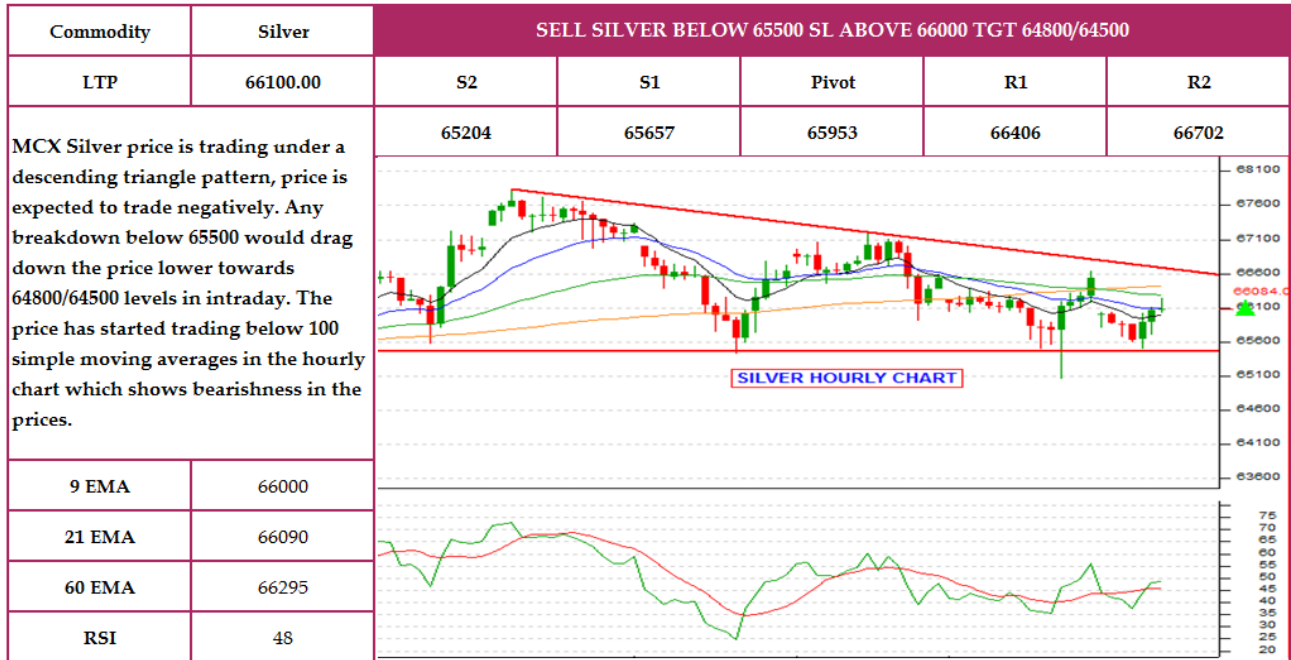 Commodity
Silver
SELL SILVER BELOW 65500 SL ABOVE 66000 TGT 64800/64500
LTP
66100.00
S2
S1
Pivot
R1
R2
65204
65657
65953
66406
66702
MCX Silver price is trading under a
descending triangle pattern, price is
expected to trade negatively. Any
breakdown below 65500 would drag
down the price lower towards
64800/64500 levels in intraday. The
price has started trading below 100
simple moving averages in the hourly
chart which shows bearishness in the
prices.
68100
67600
67100
66600
66084.0
66100
65600
65100
64600
64100
63600
SILVER HOURLY CHART
9 EMA
66000
21 EMA
66090
60 EMA
66295
RSI
48
75
70
65
60
55
50
45
40
35
30
25
20